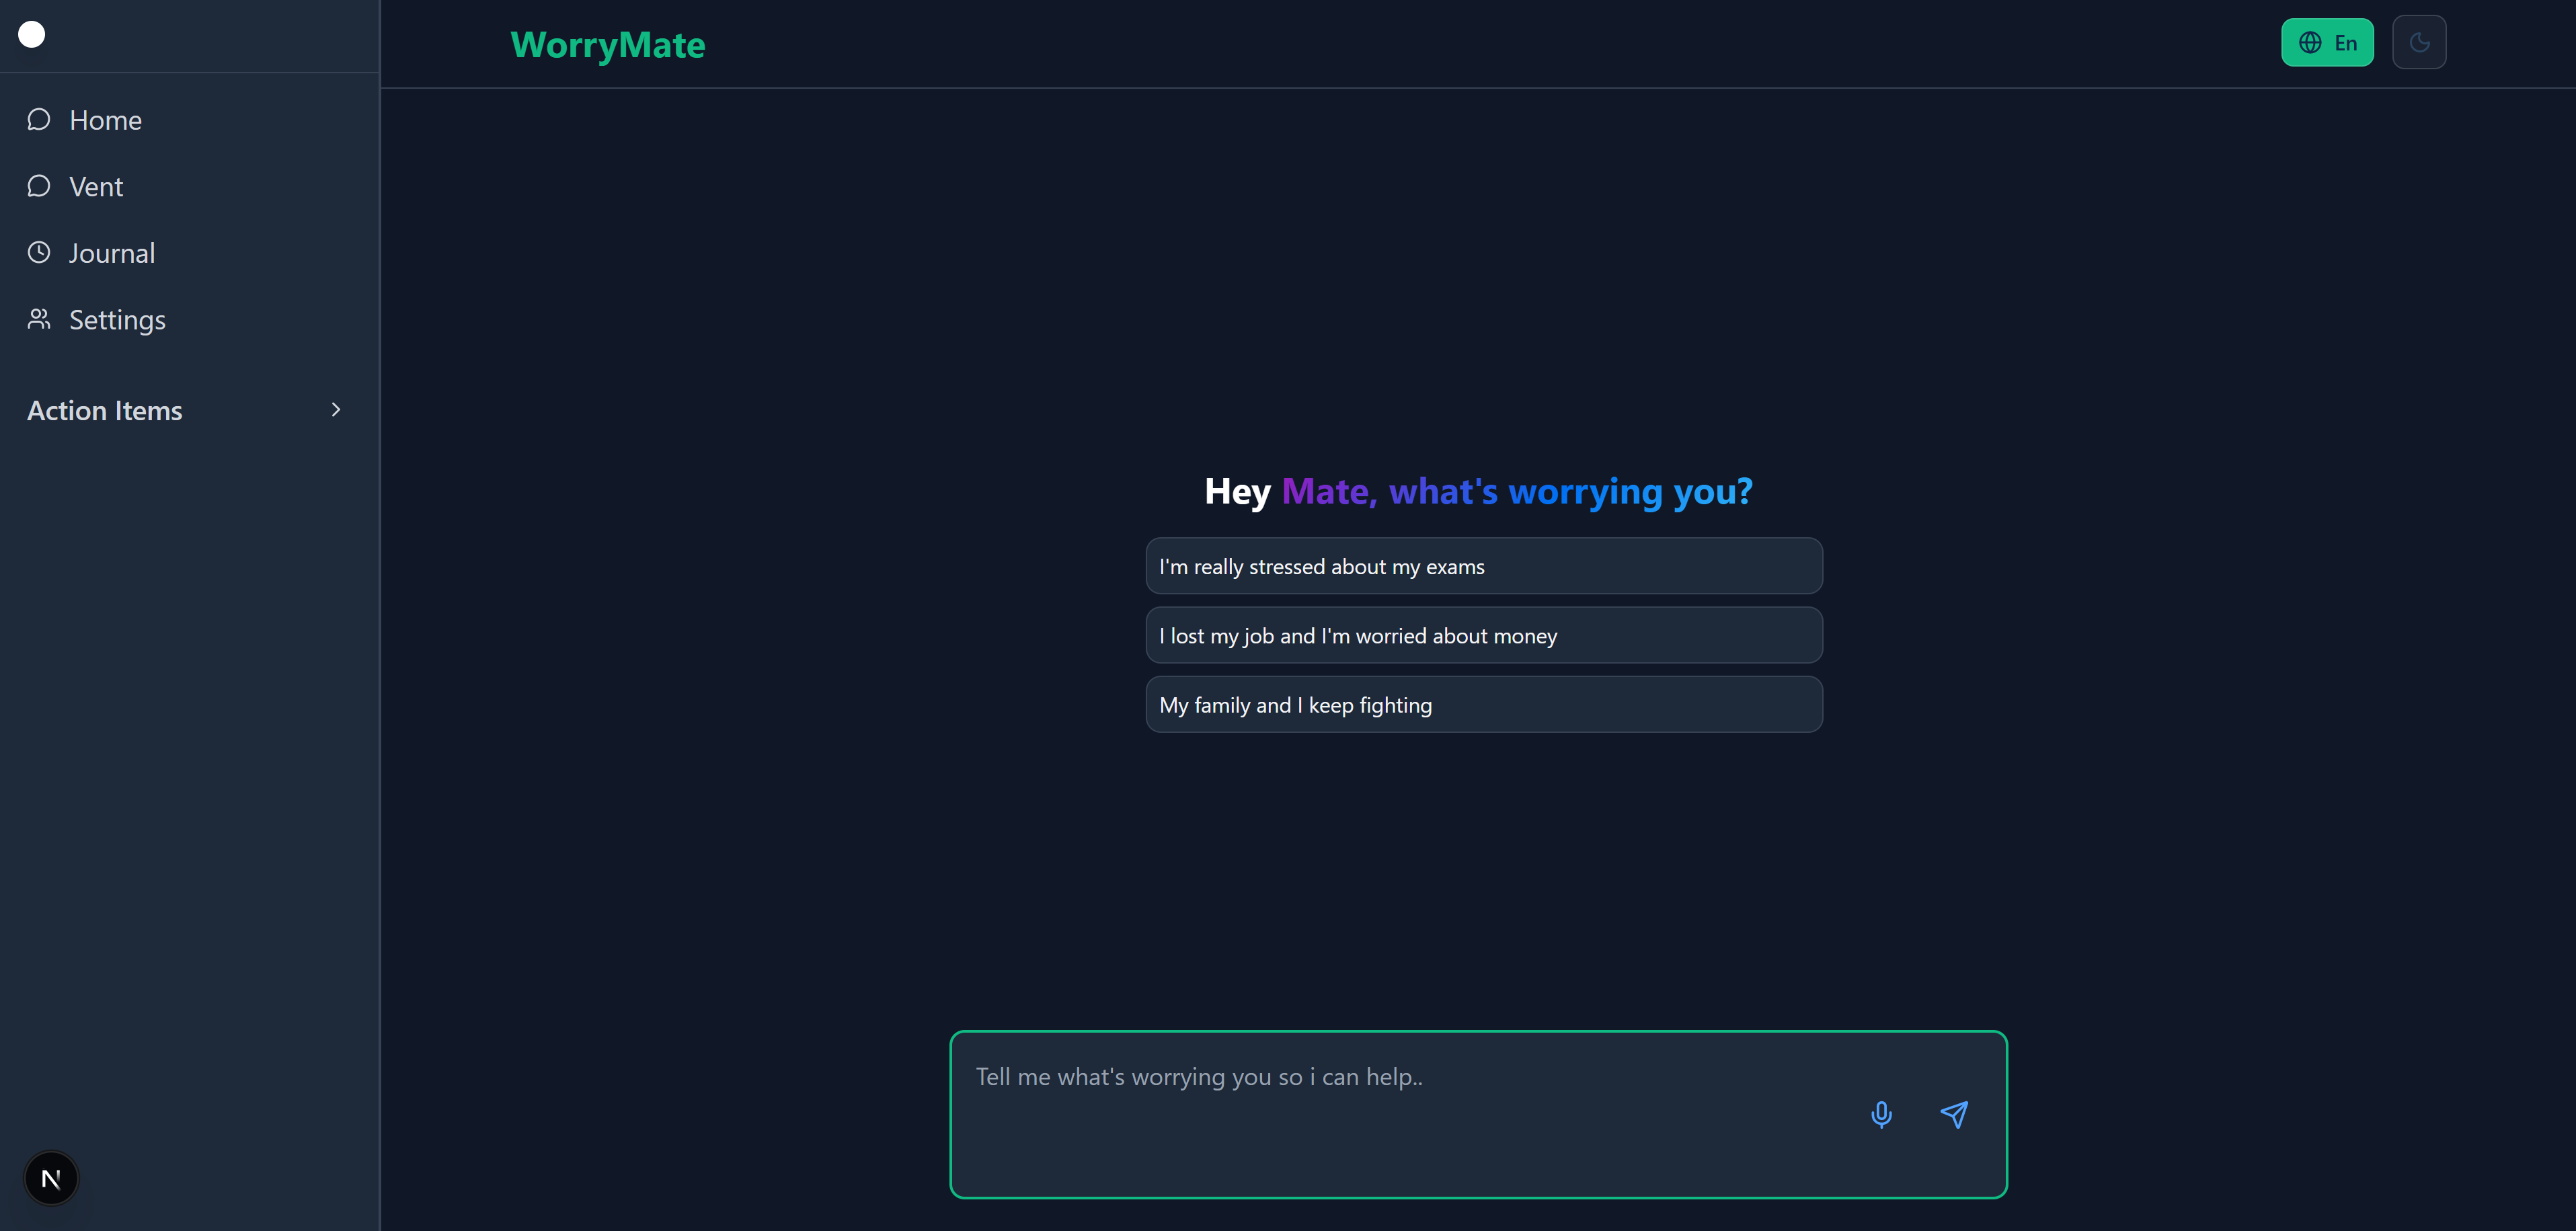 WorryMate
En
Home
Vent
Journal
Settings
Action Items
Hey Mate, what's worrying you?
I'm really stressed about my exams
I lost my job and I'm worried about money
My family and I keep fighting
Tell me what's worrying you so i can help..
N